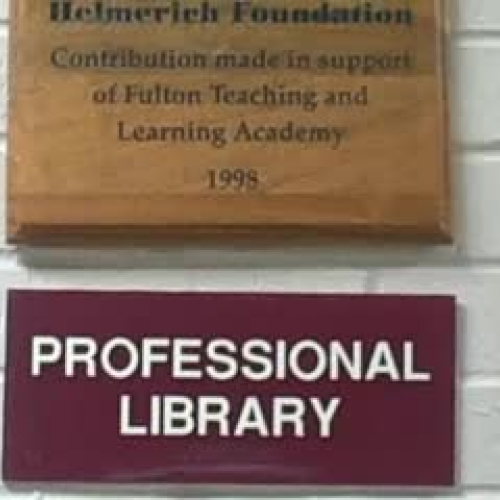 Helmerich Foundation
Contribution made in support
of Fulton Teaching and
Learning Academy
1998
PROFESSIONAL
LIBRARY